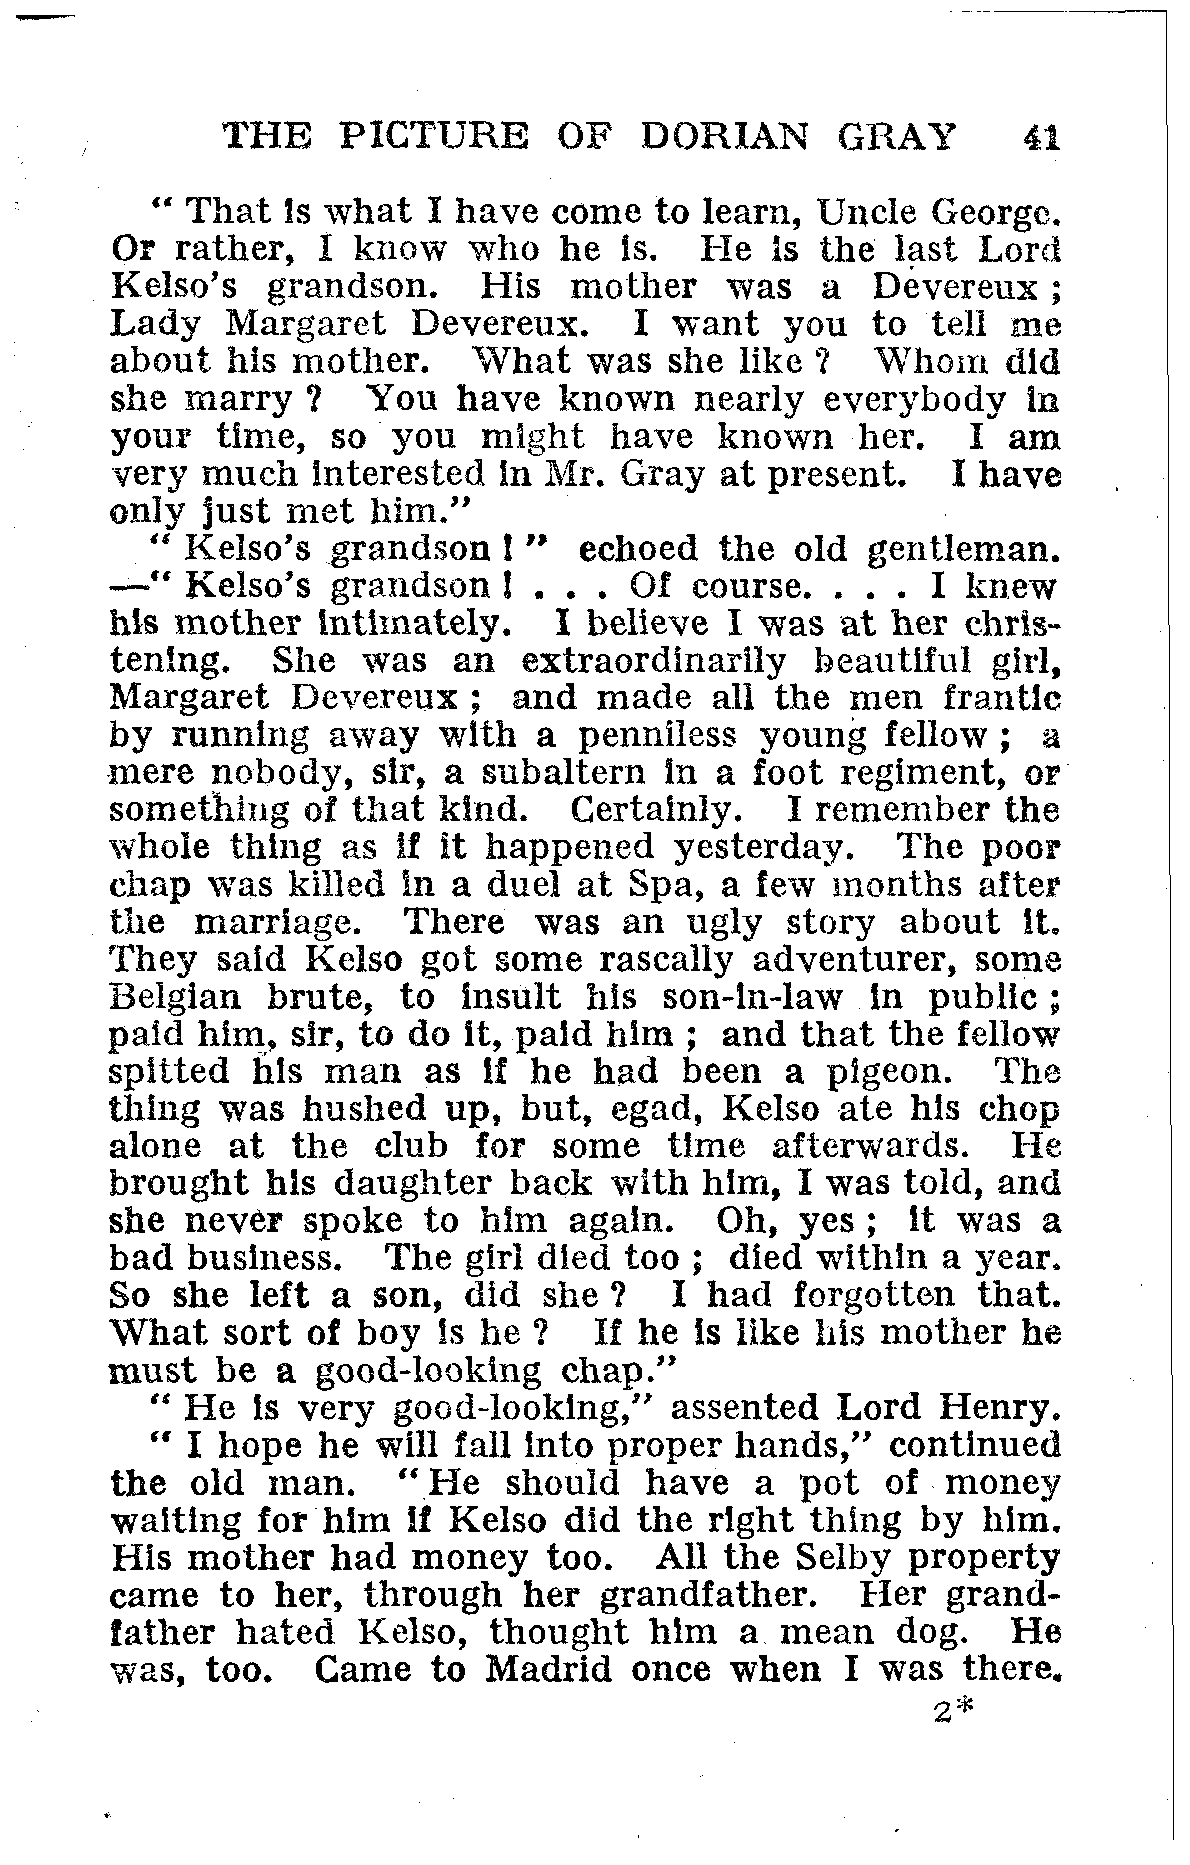 THE PICTURE OF DORIAN GRAY 41
“ That is what I have come to learn, Uncle George.
Or rather, I know who he is. He is the last Lord
Kelso’s grandson. His mother was a Devereux ;
Lady Margaret Devereux. I want you to tell me
about his mother. What was she like ? Whom did
she marry ? You have known nearly everybody in
your time, so you might have known her. I am
very much interested in Mr. Gray at present. I have
only just met him.”
“ Kelso’s grandson ! ” echoed the old gentleman.
—“ Kelso’s grandson ! . . . Of course. . . . I knew
his mother intimately. I believe I was at her chris-
tening. She was an extraordinarily beautiful girl,
Margaret Devereux ; and made all the men frantic
by running away with a penniless young fellow ; a
mere nobody, sir, a subaltern in a foot regiment, or
something of that kind. Certainly. I remember the
whole thing as if it happened yesterday. The poor
chap was killed in a duel at Spa, a few months after
the marriage. There was an ugly story about it.
They said Kelso got some rascally adventurer, some
Belgian brute, to insult his son-in-law in public ;
paid him, sir, to do it, paid him ; and that the fellow
spitted his man as if he had been a pigeon. The
thing was hushed up, but, egad, Kelso ate his chop
alone at the club for some time afterwards. He
brought his daughter back with him, I was told, and
she never spoke to him again. Oh, yes ; it was a
bad business. The girl died too ; died within a year.
So she left a son, did she ? I had forgotten that.
What sort of boy is he ? If he is like his mother he
must be a good-looking chap.”
“ He is very good-looking,” assented Lord Henry.
“ I hope he will fall into proper hands,” continued
the old man. “ He should have a pot of money
waiting for him if Kelso did the right thing by him.
His mother had money too. All the Selby property
came to her, through her grandfather. Her grand-
father hated Kelso, thought him a mean dog. He
was, too. Came to Madrid once when I was there.
2*